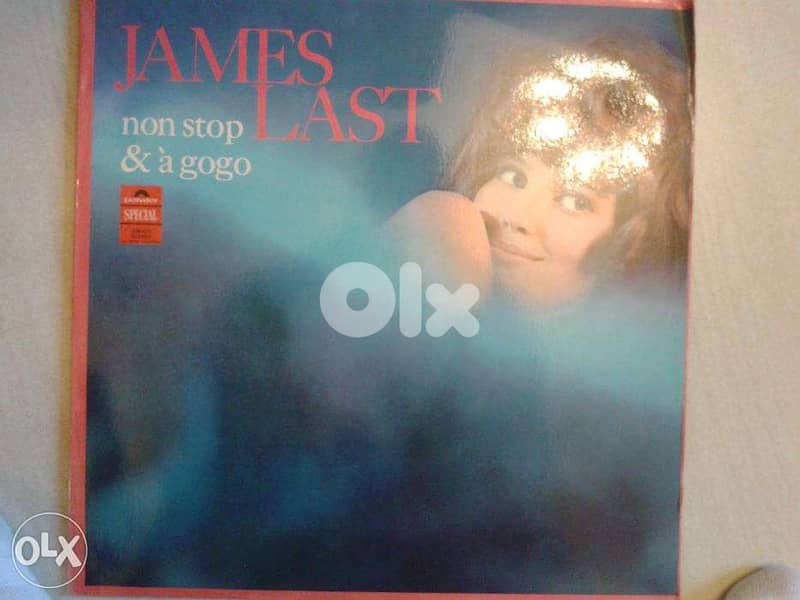 JAMES
LAST
non stop
& à gogo
SPECIAL
OLX
OLX